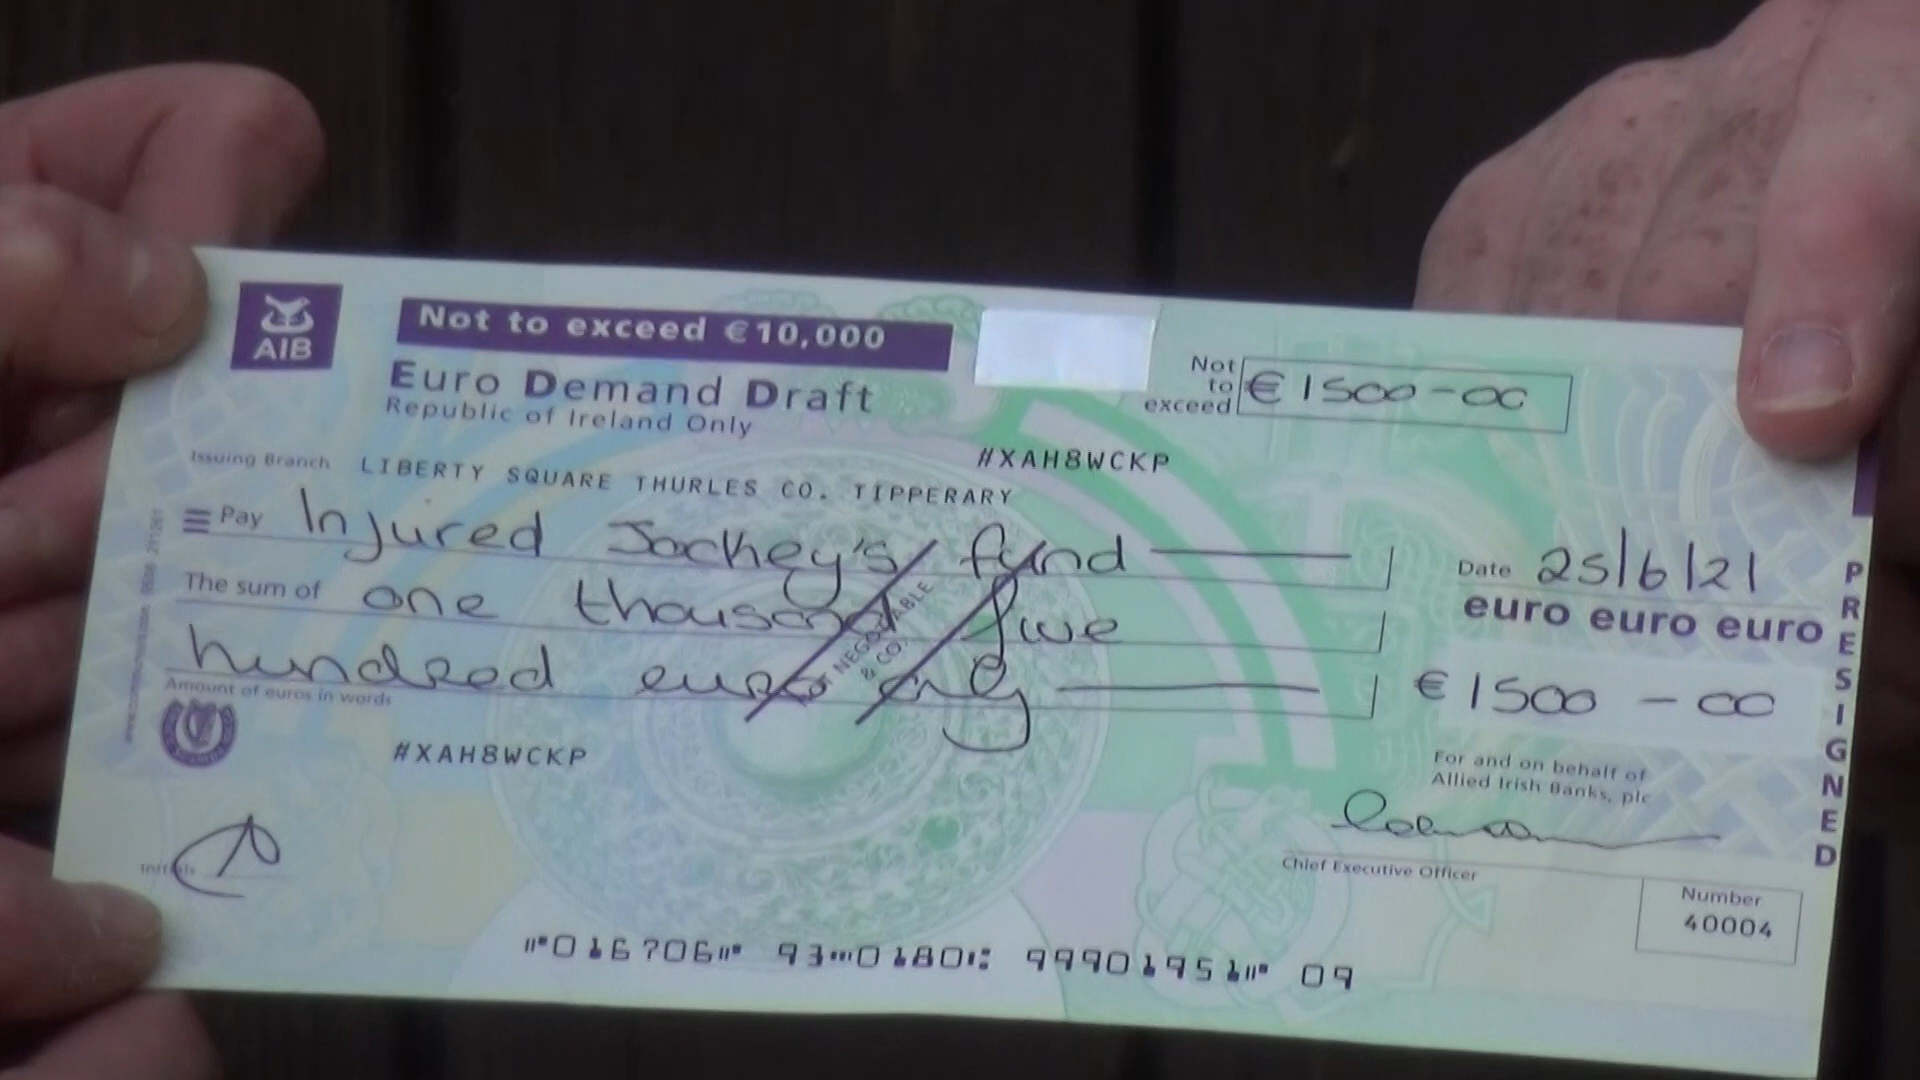 AIB
Not to exceed €10,000
Euro Demand Draft
Republic of Ireland Only
Not to exceed € 1500-00
#XAH8WCKP
Issuing Branch LIBERTY SQUARE THURLES CO. TIPPERARY
Pay Injured Jockey's fund
The sum of one thousand five
hundred euro only
Amount of euros in words
NEGOTIABLE
& CO.
Date 25/6/21
euro euro euro
€ 1500 - 00
PRESIGNED
#XAH8WCKP
For and on behalf of
Allied Irish Banks, plc
Chief Executive Officer
Initials
Number
40004
⑈016706⑈ 93⑉0180⑆ 99901951⑈ 09